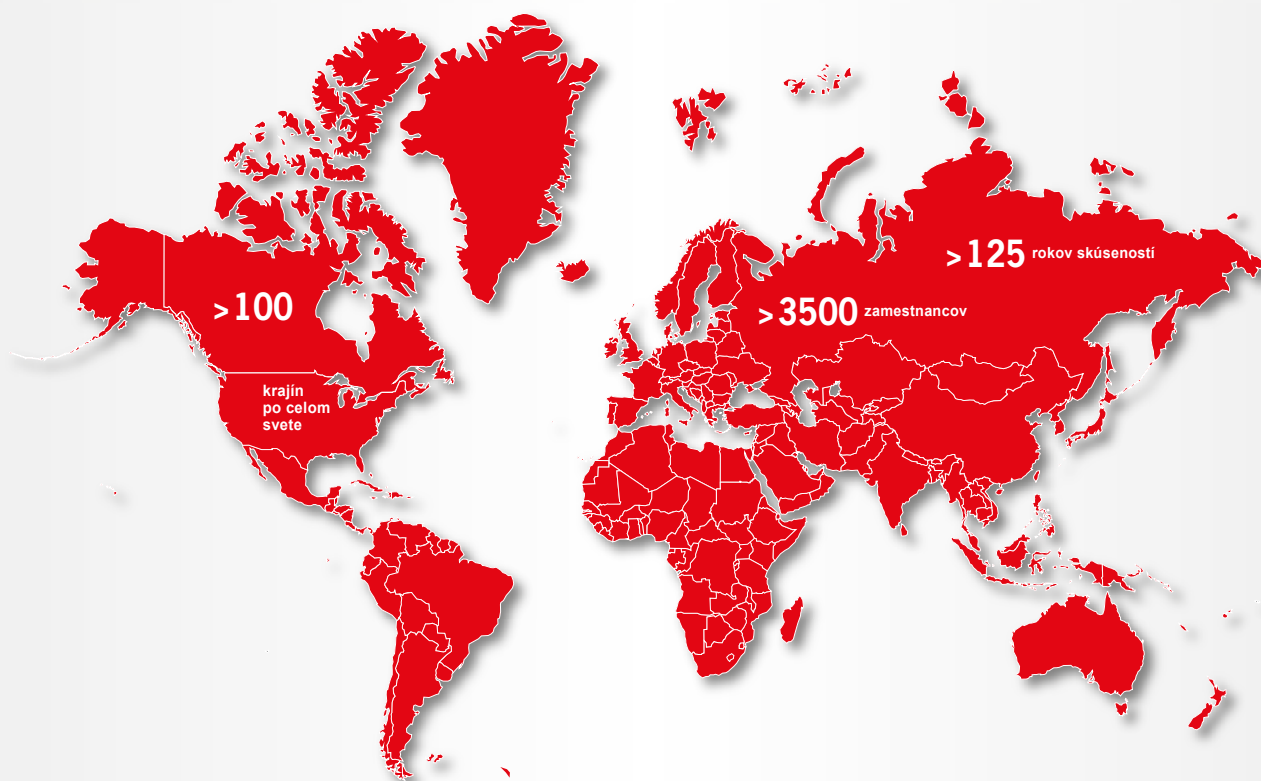 > 125 rokov skúseností
> 100
> 3500 zamestnancov
krajín
po celom
svete